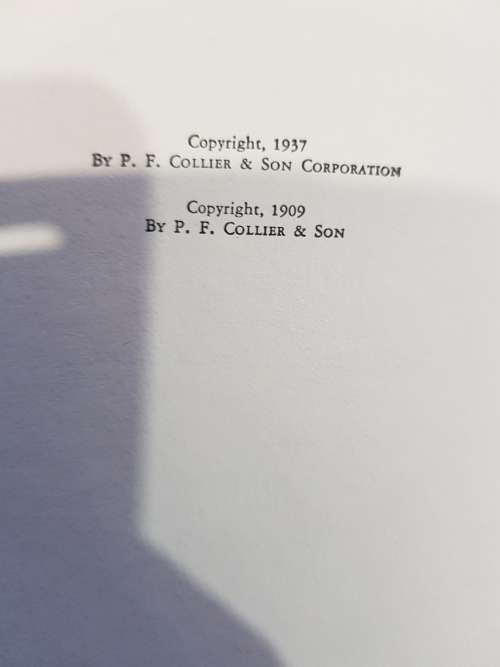 Copyright, 1937
By P. F. Collier & Son Corporation
Copyright, 1909
By P. F. Collier & Son